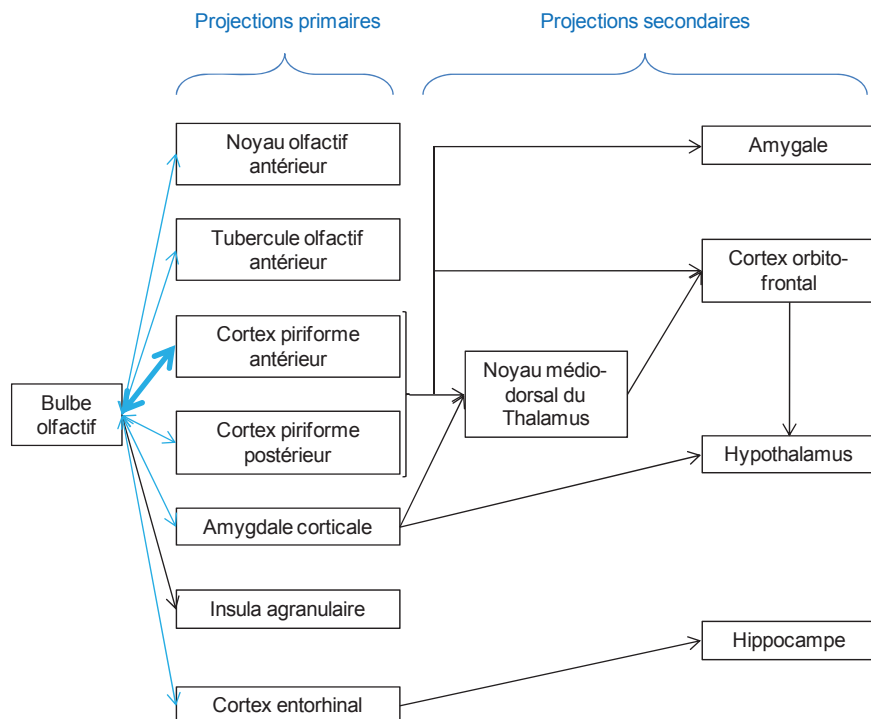 Projections primaires
Projections secondaires
Noyau olfactif
antérieur
Amygale
Tubercule olfactif
antérieur
Cortex orbito-
frontal
Cortex piriforme
antérieur
Noyau médio-
dorsal du
Thalamus
Bulbe
olfactif
Cortex piriforme
postérieur
Hypothalamus
Amygdale corticale
Insula agranulaire
Hippocampe
Cortex entorhinal